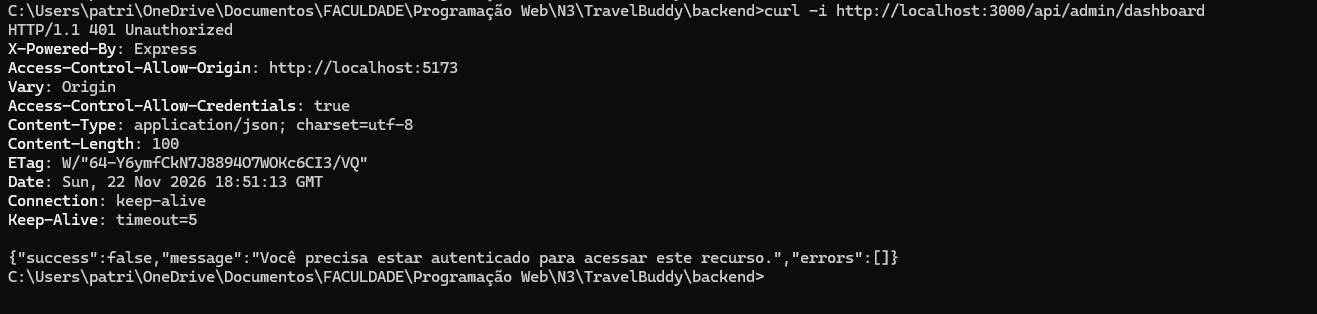 C:\Users\patri\OneDrive\Documentos\FACULDADE\Programação Web\N3\TravelBuddy\backend>curl -i http://localhost:3000/api/admin/dashboard
HTTP/1.1 401 Unauthorized
X-Powered-By: Express
Access-Control-Allow-Origin: http://localhost:5173
Vary: Origin
Access-Control-Allow-Credentials: true
Content-Type: application/json; charset=utf-8
Content-Length: 100
ETag: W/"64-Y6ymfCkN7J8894O7WOKc6CI3/VQ"
Date: Sun, 22 Nov 2026 18:51:13 GMT
Connection: keep-alive
Keep-Alive: timeout=5
{"success":false,"message":"Você precisa estar autenticado para acessar este recurso.","errors":[]}
C:\Users\patri\OneDrive\Documentos\FACULDADE\Programação Web\N3\TravelBuddy\backend>